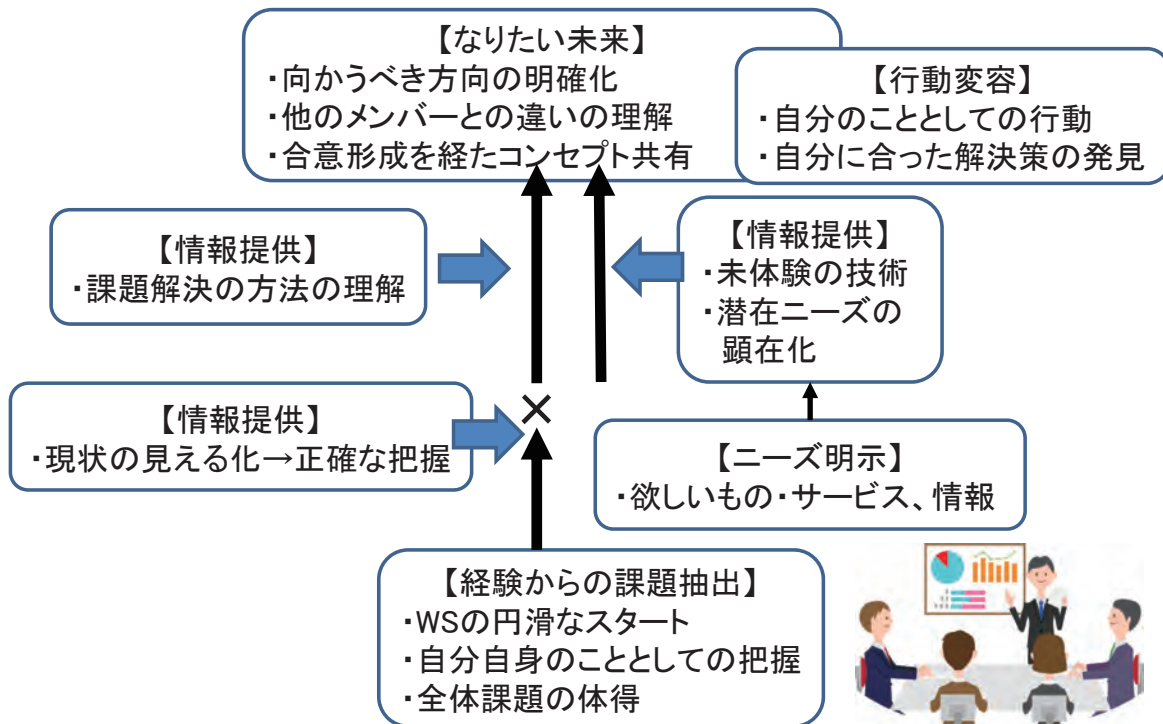 【なりたい未来】
・向かうべき方向の明確化
・他のメンバーとの違いの理解
・合意形成を経たコンセプト共有
【行動変容】
・自分のこととしての行動
・自分に合った解決策の発見
【情報提供】
・課題解決の方法の理解
【情報提供】
・未体験の技術
・潜在ニーズの
顕在化
【情報提供】
・現状の見える化→正確な把握
×
【ニーズ明示】
・欲しいもの・サービス、情報
【経験からの課題抽出】
・WSの円滑なスタート
・自分自身のこととしての把握
・全体課題の体得